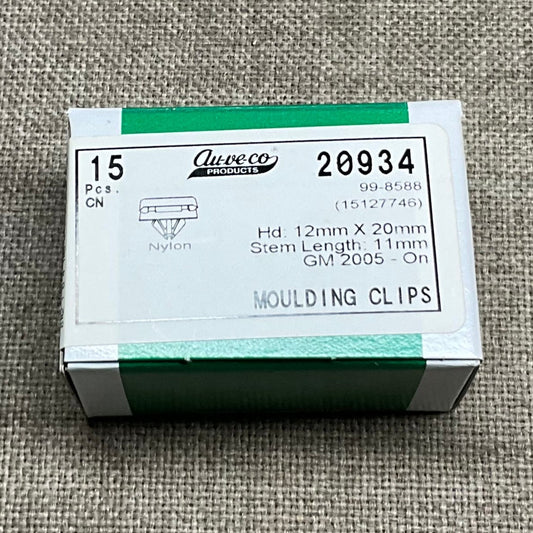 15
Pcs.
CN
Au-ve-co
PRODUCTS
20934
99-8588
(15127746)
Nylon
Hd: 12mm X 20mm
Stem Length: 11mm
GM 2005 - On
MOULDING CLIPS